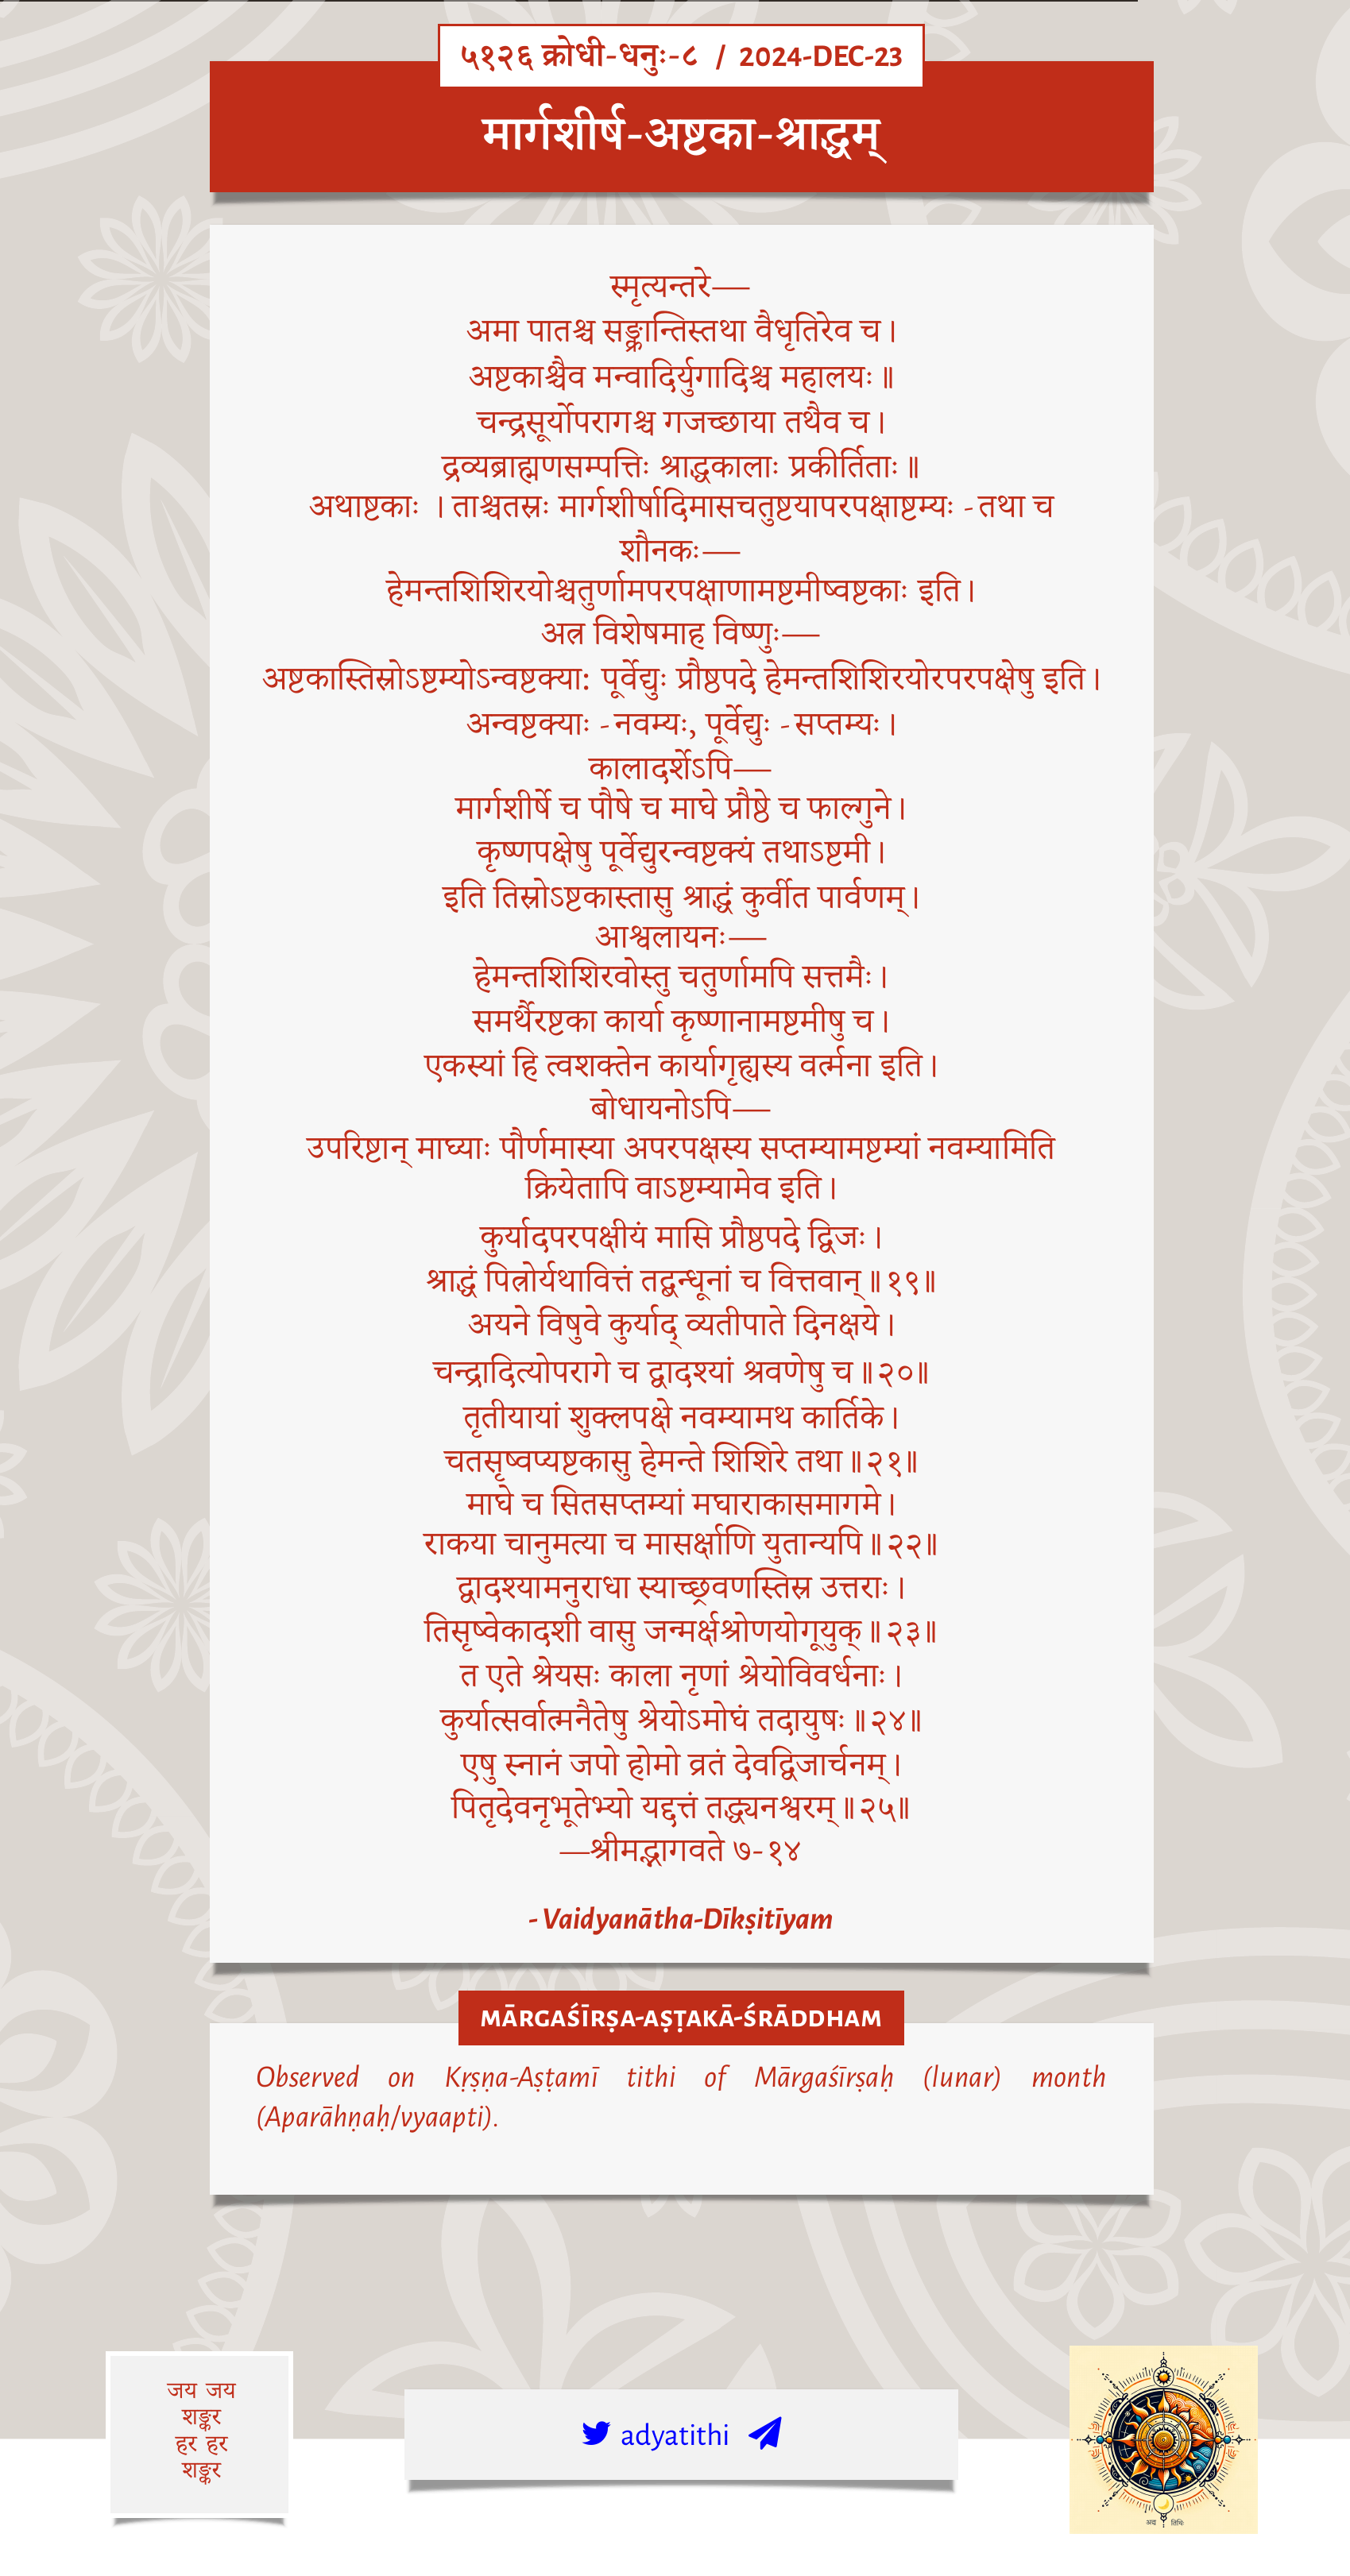 ५१२६ क्रोधी-धनुः-८ / 2024-DEC-23
मार्गशीर्ष-अष्टका-श्राद्धम्
स्मृत्यन्तरे—
अमा पातश्च सङ्क्रान्तिस्तथा वैधृतिरेव च।
अष्टकाश्चैव मन्वादिर्युगादिश्च महालयः॥
चन्द्रसूर्योपरागश्च गजच्छाया तथैव च।
द्रव्यब्राह्मणसम्पत्तिः श्राद्धकालाः प्रकीर्तिताः॥
अथाष्टकाः । ताश्चतस्रः मार्गशीर्षादिमासचतुष्टयापरपक्षाष्टम्यः - तथा च
शौनकः—
हेमन्तशिशिरयोश्चतुर्णामपरपक्षाणामष्टमीष्वष्टकाः इति।
अत्र विशेषमाह विष्णुः—
अष्टकास्तिस्रोऽष्टम्योऽन्वष्टक्या: पूर्वेद्युः प्रौष्ठपदे हेमन्तशिशिरयोरपरपक्षेषु इति।
अन्वष्टक्याः - नवम्यः, पूर्वेद्युः - सप्तम्यः।
कालादर्शेऽपि—
मार्गशीर्षे च पौषे च माघे प्रौष्ठे च फाल्गुने।
कृष्णपक्षेषु पूर्वेद्युरन्वष्टक्यं तथाऽष्टमी।
इति तिस्रोऽष्टकास्तासु श्राद्धं कुर्वीत पार्वणम्।
आश्वलायनः—
हेमन्तशिशिरवोस्तु चतुर्णामपि सत्तमैः।
समर्थैरष्टका कार्या कृष्णानामष्टमीषु च।
एकस्यां हि त्वशक्तेन कार्यागृह्यस्य वर्त्मना इति।
बोधायनोऽपि—
उपरिष्टान् माघ्याः पौर्णमास्या अपरपक्षस्य सप्तम्यामष्टम्यां नवम्यामिति
क्रियेतापि वाऽष्टम्यामेव इति।
कुर्यादपरपक्षीयं मासि प्रौष्ठपदे द्विजः।
श्राद्धं पित्रोर्यथावित्तं तद्बन्धूनां च वित्तवान्॥१९॥
अयने विषुवे कुर्याद् व्यतीपाते दिनक्षये।
चन्द्रादित्योपरागे च द्वादश्यां श्रवणेषु च॥२०॥
तृतीयायां शुक्लपक्षे नवम्यामथ कार्तिके।
चतसृष्वप्यष्टकासु हेमन्ते शिशिरे तथा॥२१॥
माघे च सितसप्तम्यां मघाराकासमागमे।
राकया चानुमत्या च मासर्क्षाणि युतान्यपि॥२२॥
द्वादश्यामनुराधा स्याच्छ्रवणस्तिस्र उत्तराः।
तिसृष्वेकादशी वासु जन्मर्क्षश्रोणयोगूयुक्॥२३॥
त एते श्रेयसः काला नृणां श्रेयोविवर्धनाः।
कुर्यात्सर्वात्मनैतेषु श्रेयोऽमोघं तदायुषः॥२४॥
एषु स्नानं जपो होमो व्रतं देवद्विजार्चनम्।
पितृदेवनृभूतेभ्यो यद्दत्तं तद्ध्यनश्वरम्॥२५॥
—श्रीमद्भागवते ७-१४
- Vaidyanātha-Dīkṣitīyam
MĀRGAŚĪRṢA-AṢṬAKĀ-ŚRĀDDHAM
Observed on Kṛṣṇa-Aṣṭamī tithi of Mārgaśīrṣaḥ (lunar) month
(Aparāhṇaḥ/vyaapti).
जय जय
शङ्कर
हर हर
शङ्कर
adyatithi
अद्य तिथिः